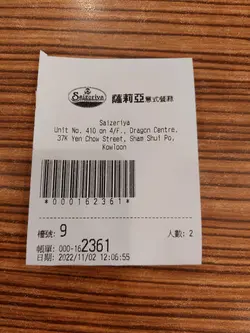 Saizeriya
薩莉亞 意式餐廳
Saizeriya
Unit No. 410 on 4/F., Dragon Centre,
37K Yen Chow Street, Sham Shui Po,
Kowloon
*000162361*
檯號: 9 人數: 2
帳單: 000-162361
日期: 2022/11/02 12:06:55